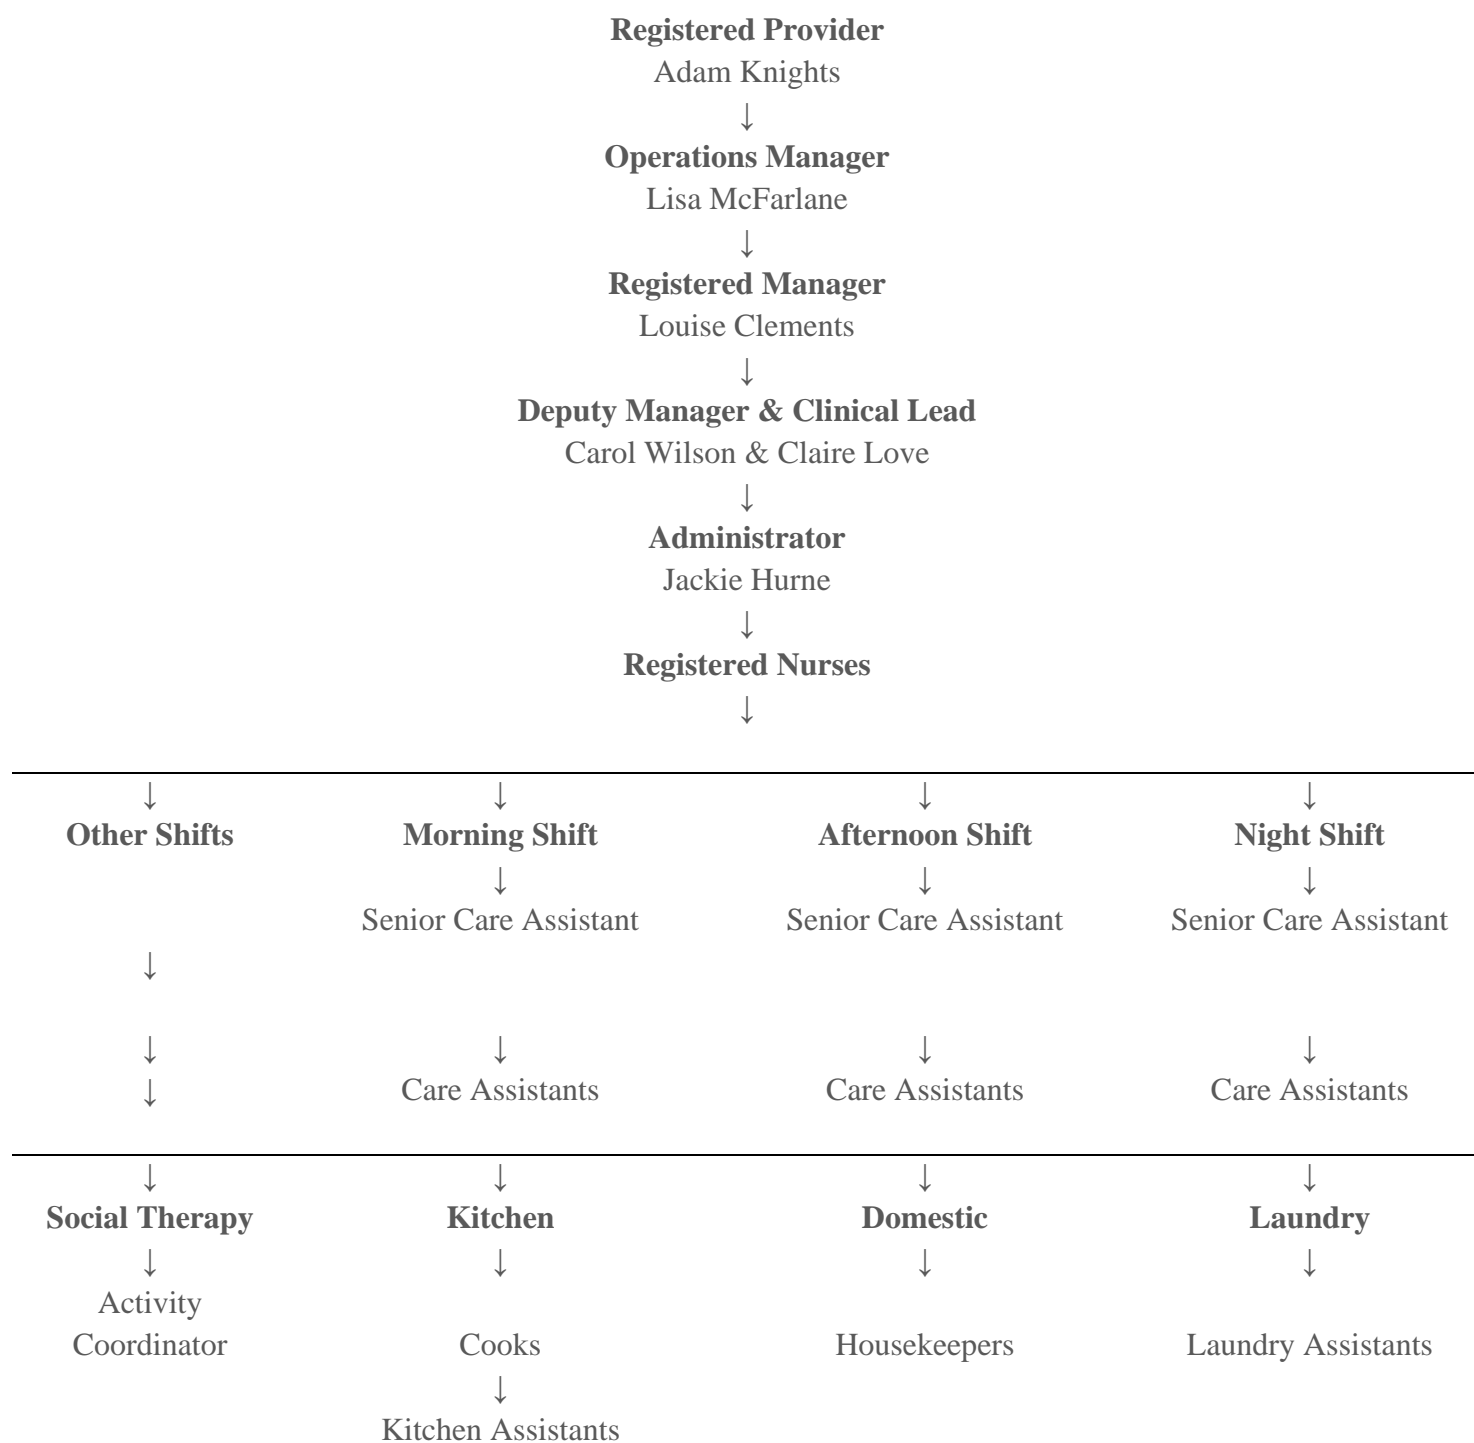 Registered Provider
Adam Knights
↓
Operations Manager
Lisa McFarlane
↓
Registered Manager
Louise Clements
↓
Deputy Manager & Clinical Lead
Carol Wilson & Claire Love
↓
Administrator
Jackie Hurne
↓
Registered Nurses
↓
↓ ↓ ↓ ↓
Other Shifts Morning Shift Afternoon Shift Night Shift
↓ ↓ ↓
Senior Care Assistant Senior Care Assistant Senior Care Assistant
↓
↓ ↓ ↓ ↓
↓ Care Assistants Care Assistants Care Assistants
↓ ↓ ↓ ↓
Social Therapy Kitchen Domestic Laundry
↓ ↓ ↓ ↓
Activity
Coordinator Cooks Housekeepers Laundry Assistants
↓
Kitchen Assistants